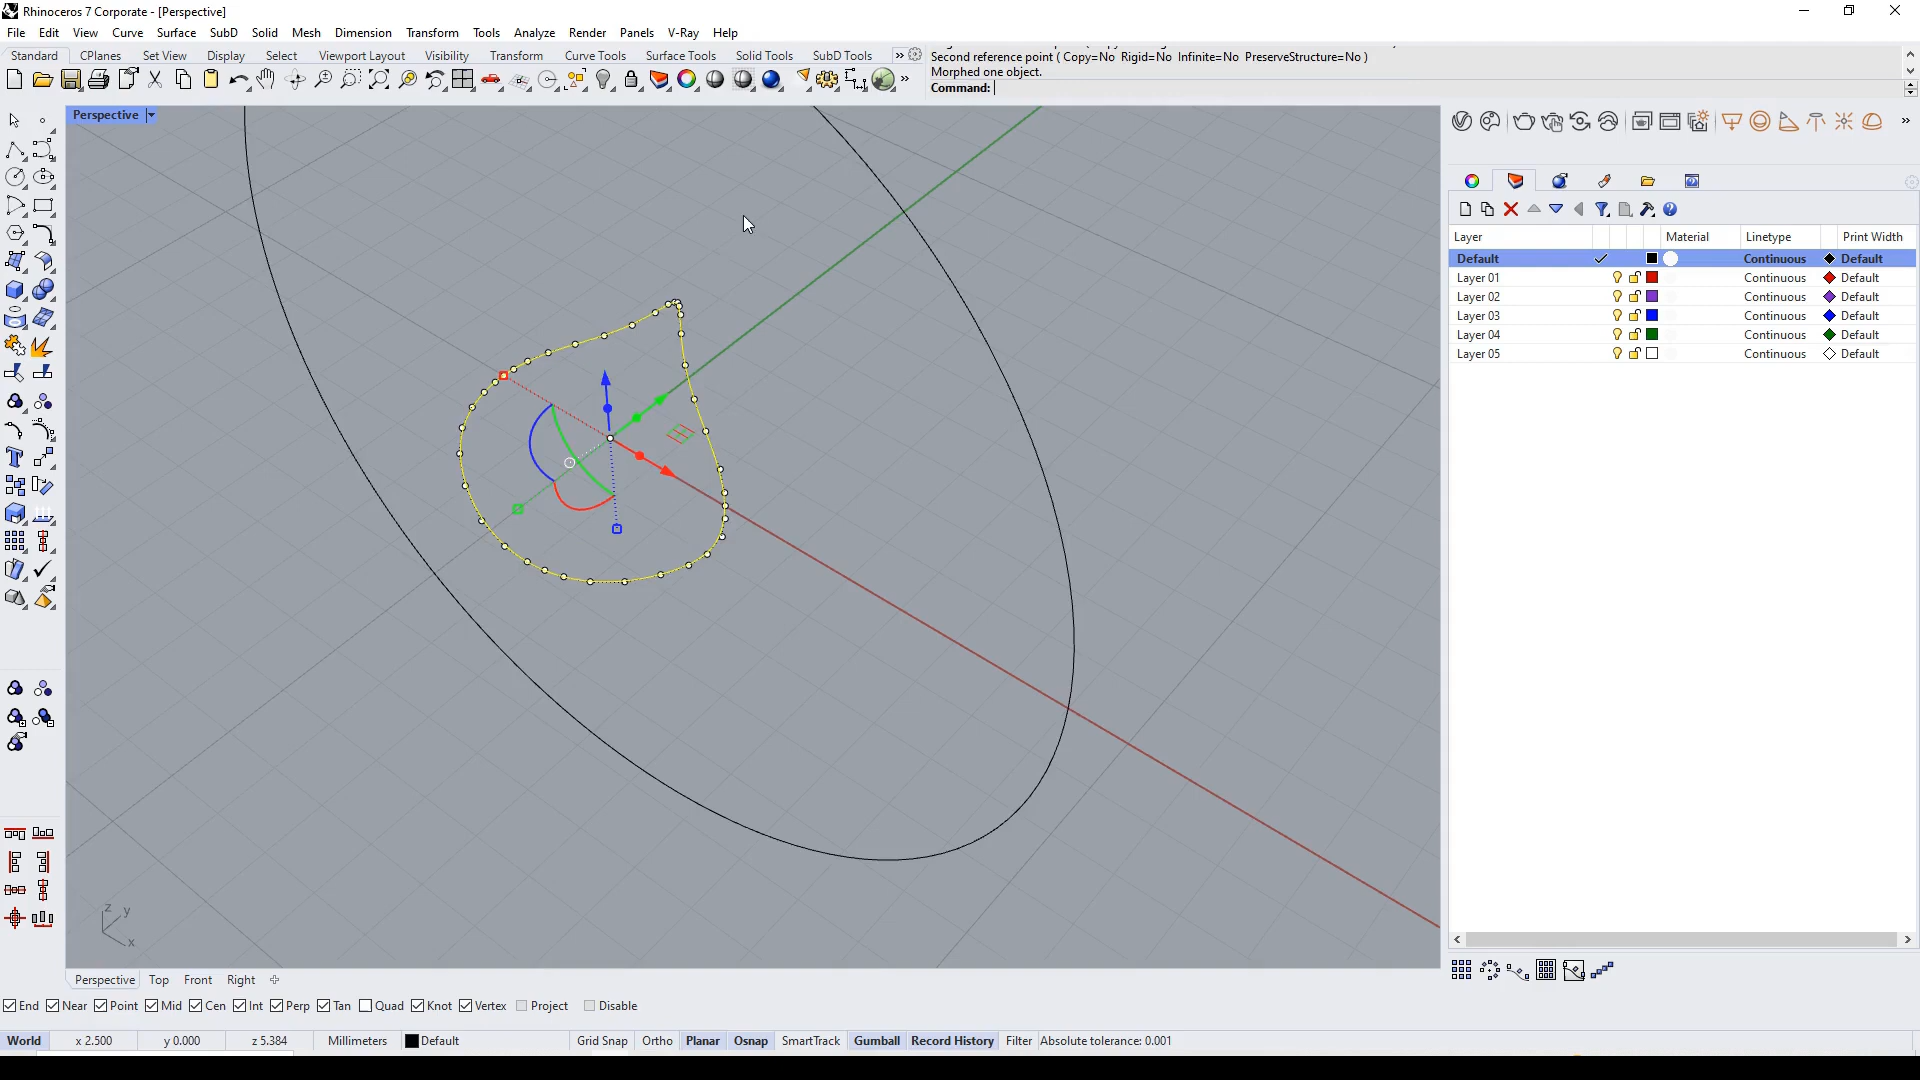 Rhinoceros 7 Corporate - [Perspective]
File Edit View Curve Surface SubD Solid Mesh Dimension Transform Tools Analyze Render Panels V-Ray Help
Standard CPlanes Set View Display Select Viewport Layout Visibility Transform Curve Tools Surface Tools Solid Tools SubD Tools »
Second reference point ( Copy=No Rigid=No Infinite=No PreserveStructure=No )
Morphed one object.
Command:
Perspective
Layer Material Linetype Print Width
Default Continuous Default
Layer 01 Continuous Default
Layer 02 Continuous Default
Layer 03 Continuous Default
Layer 04 Continuous Default
Layer 05 Continuous Default
z y
x
Perspective Top Front Right
End Near Point Mid Cen Int Perp Tan Quad Knot Vertex Project Disable
World x 2.500 y 0.000 z 5.384 Millimeters Default Grid Snap Ortho Planar Osnap SmartTrack Gumball Record History Filter Absolute tolerance: 0.001